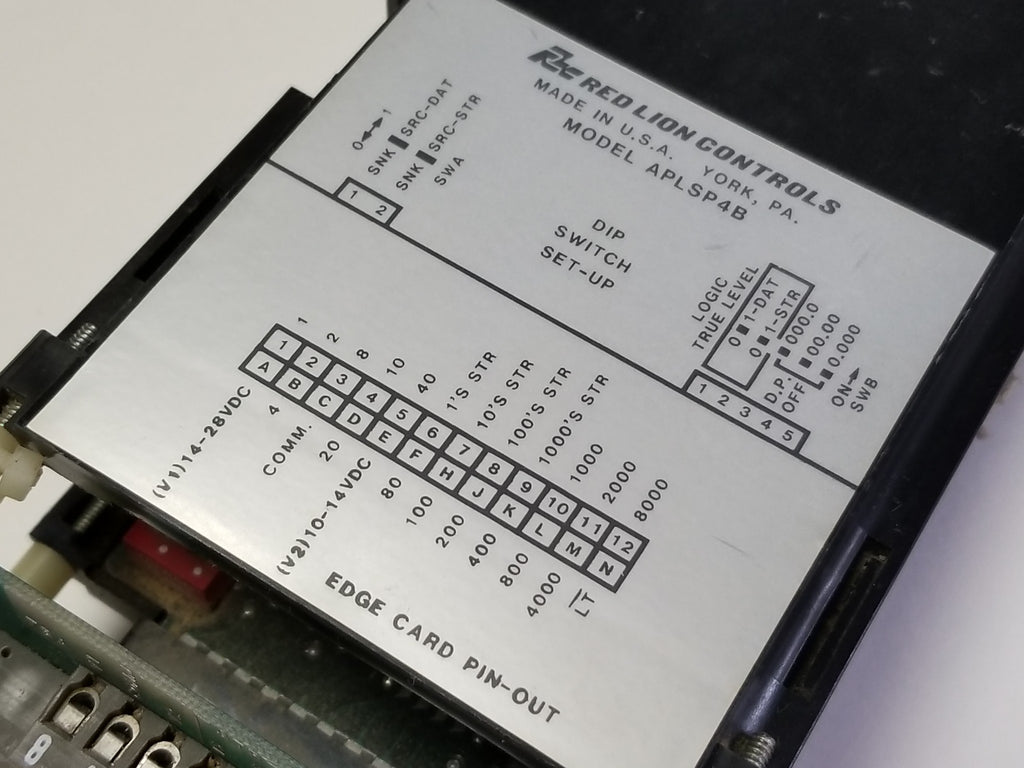 RLC RED LION CONTROLS
MADE IN U.S.A. YORK, PA.
MODEL APLSP4B
0 1
SNK SRC-DAT
SNK SRC-STR
SWA
1 2
DIP
SWITCH
SET-UP
LOGIC
TRUE LEVEL
0 1-DAT
0 1-STR
D.P. 000.0
OFF 00.00
0.000
ON
SWB
1 2 3 4 5
1 2 8 10 40 1'S STR 10'S STR 100'S STR 1000'S STR 1000 2000 8000
1 2 3 4 5 6 7 8 9 10 11 12
A B C D E F H J K L M N
(V1) 14-28VDC 4 COMM. 20 (V2) 10-14VDC 80 100 200 400 800 4000 LT
EDGE CARD PIN-OUT
8